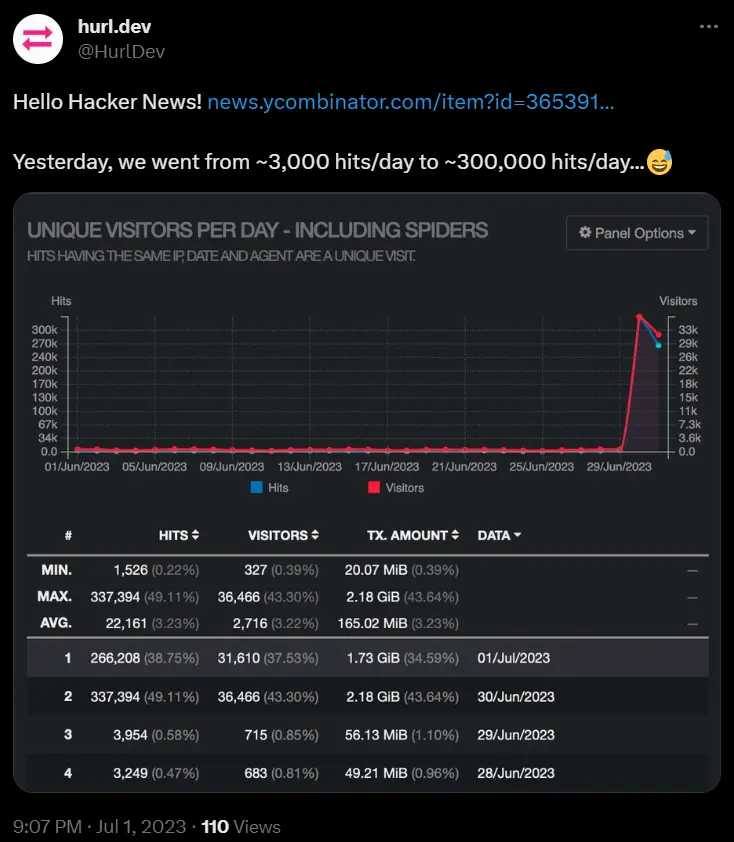 hurl.dev
@HurlDev
Hello Hacker News! news.ycombinator.com/item?id=365391...
Yesterday, we went from ~3,000 hits/day to ~300,000 hits/day...😅
UNIQUE VISITORS PER DAY - INCLUDING SPIDERS
Panel Options
HITS HAVING THE SAME IP, DATE AND AGENT ARE A UNIQUE VISIT.
Hits Visitors
300k 33k
270k 29k
240k 26k
200k 22k
170k 18k
130k 15k
100k 11k
67k 7.3k
34k 3.6k
0.0 0.0
01/Jun/2023 05/Jun/2023 09/Jun/2023 13/Jun/2023 17/Jun/2023 21/Jun/2023 25/Jun/2023 29/Jun/2023
Hits Visitors
# HITS VISITORS TX. AMOUNT DATA
MIN. 1,526 (0.22%) 327 (0.39%) 20.07 MiB (0.39%) —
MAX. 337,394 (49.11%) 36,466 (43.30%) 2.18 GiB (43.64%) —
AVG. 22,161 (3.23%) 2,716 (3.22%) 165.02 MiB (3.23%) —
1 266,208 (38.75%) 31,610 (37.53%) 1.73 GiB (34.59%) 01/Jul/2023
2 337,394 (49.11%) 36,466 (43.30%) 2.18 GiB (43.64%) 30/Jun/2023
3 3,954 (0.58%) 715 (0.85%) 56.13 MiB (1.10%) 29/Jun/2023
4 3,249 (0.47%) 683 (0.81%) 49.21 MiB (0.96%) 28/Jun/2023
9:07 PM · Jul 1, 2023 · 110 Views